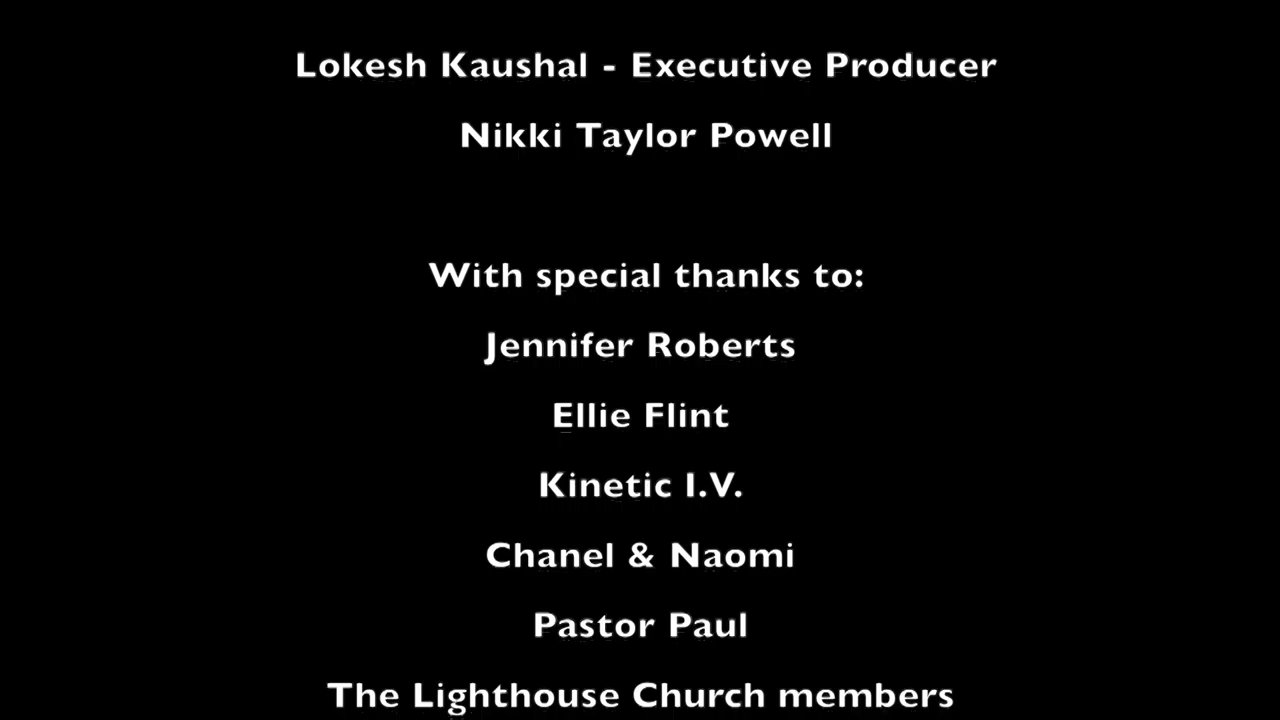 Lokesh Kaushal - Executive Producer
Nikki Taylor Powell
With special thanks to:
Jennifer Roberts
Ellie Flint
Kinetic I.V.
Chanel & Naomi
Pastor Paul
The Lighthouse Church members